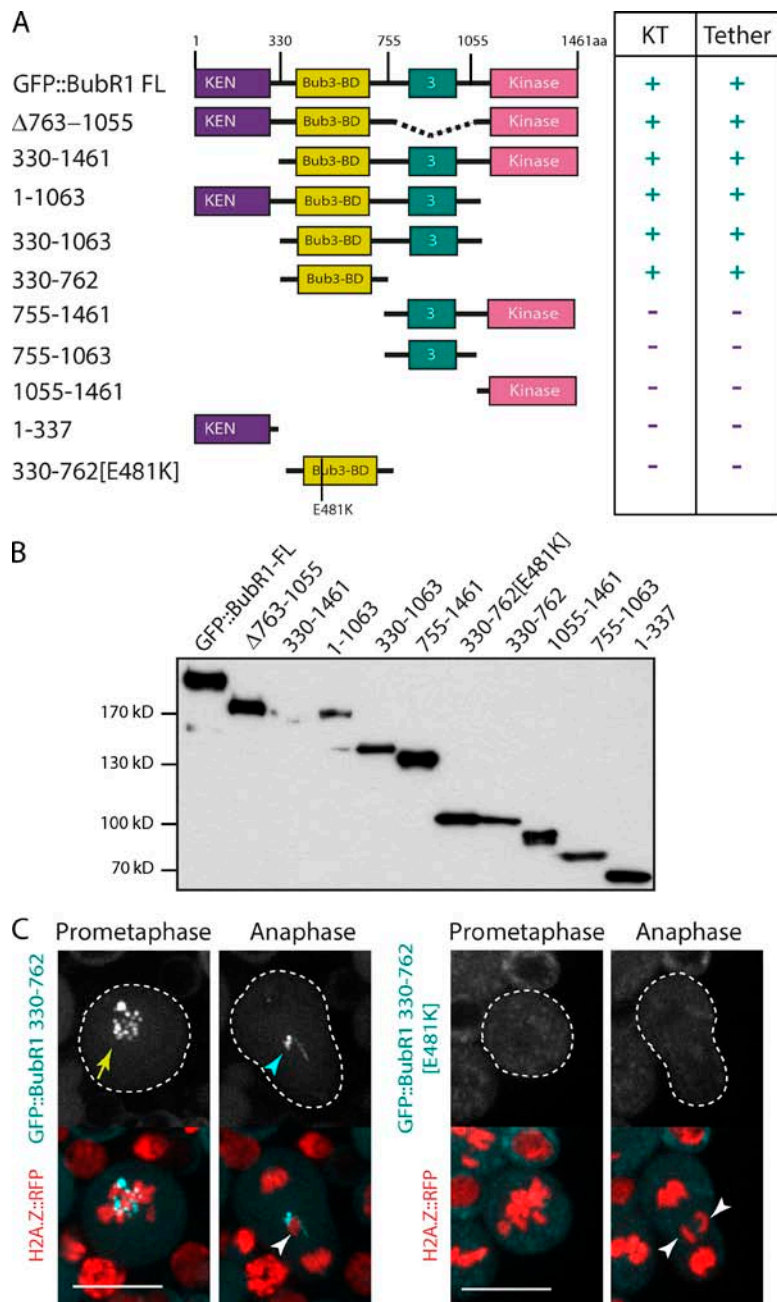 A
1 330 755 1055 1461aa
KT Tether
GFP::BubR1 FL KEN Bub3-BD 3 Kinase + +
Δ763–1055 KEN Bub3-BD Kinase + +
330-1461 Bub3-BD 3 Kinase + +
1-1063 KEN Bub3-BD 3 + +
330-1063 Bub3-BD 3 + +
330-762 Bub3-BD + +
755-1461 3 Kinase - -
755-1063 3 - -
1055-1461 Kinase - -
1-337 KEN - -
330-762[E481K] Bub3-BD - -
E481K
B
GFP::BubR1-FL
Δ763-1055
330-1461
1-1063
330-1063
755-1461
330-762[E481K]
330-762
1055-1461
755-1063
1-337
170 kD
130 kD
100 kD
70 kD
C
Prometaphase Anaphase Prometaphase Anaphase
GFP::BubR1 330-762
H2A.Z::RFP
GFP::BubR1 330-762
[E481K]
H2A.Z::RFP